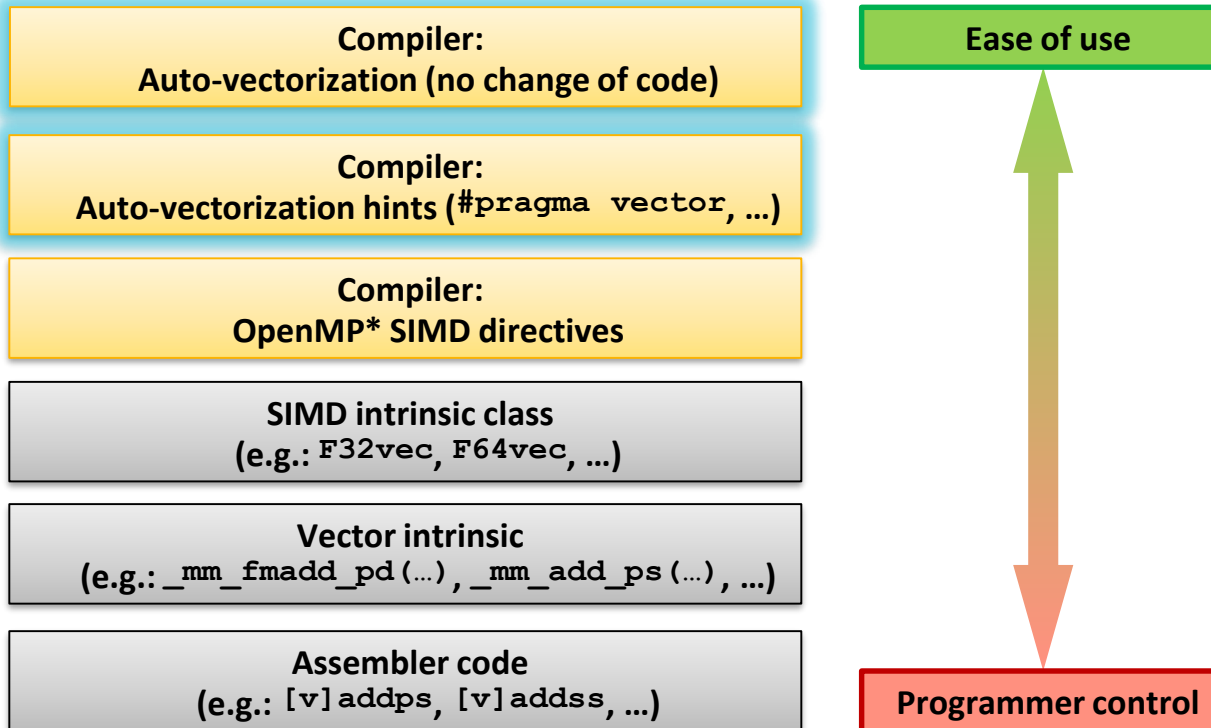 Compiler:
Auto-vectorization (no change of code)
Compiler:
Auto-vectorization hints (#pragma vector, …)
Compiler:
OpenMP* SIMD directives
SIMD intrinsic class
(e.g.: F32vec, F64vec, …)
Vector intrinsic
(e.g.: _mm_fmadd_pd(…), _mm_add_ps(…), …)
Assembler code
(e.g.: [v]addps, [v]addss, …)
Ease of use
Programmer control